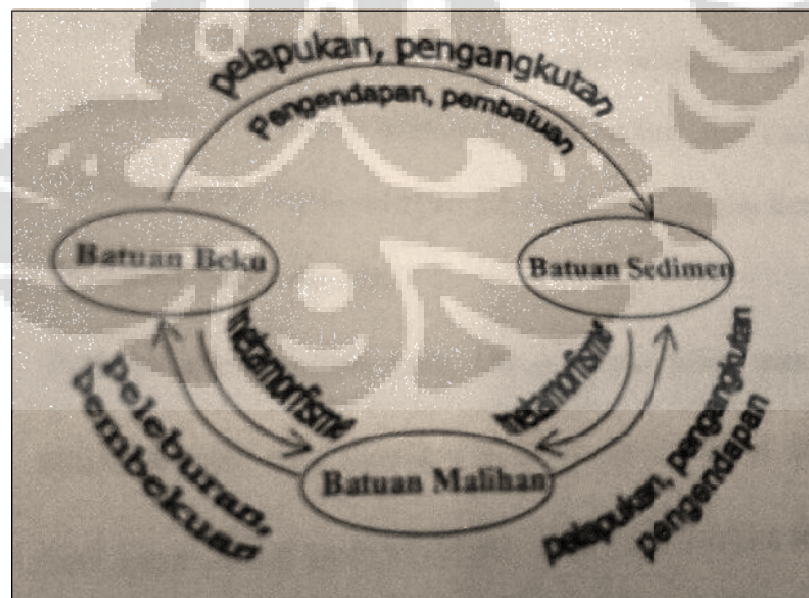 pelapukan, pengangkutan
Pengendapan, pembatuan
Batuan Beku
Batuan Sedimen
metamorfisme
metamorfisme
peleburan,
pembekuan
Batuan Malihan
pelapukan, pengangkutan
pengendapan